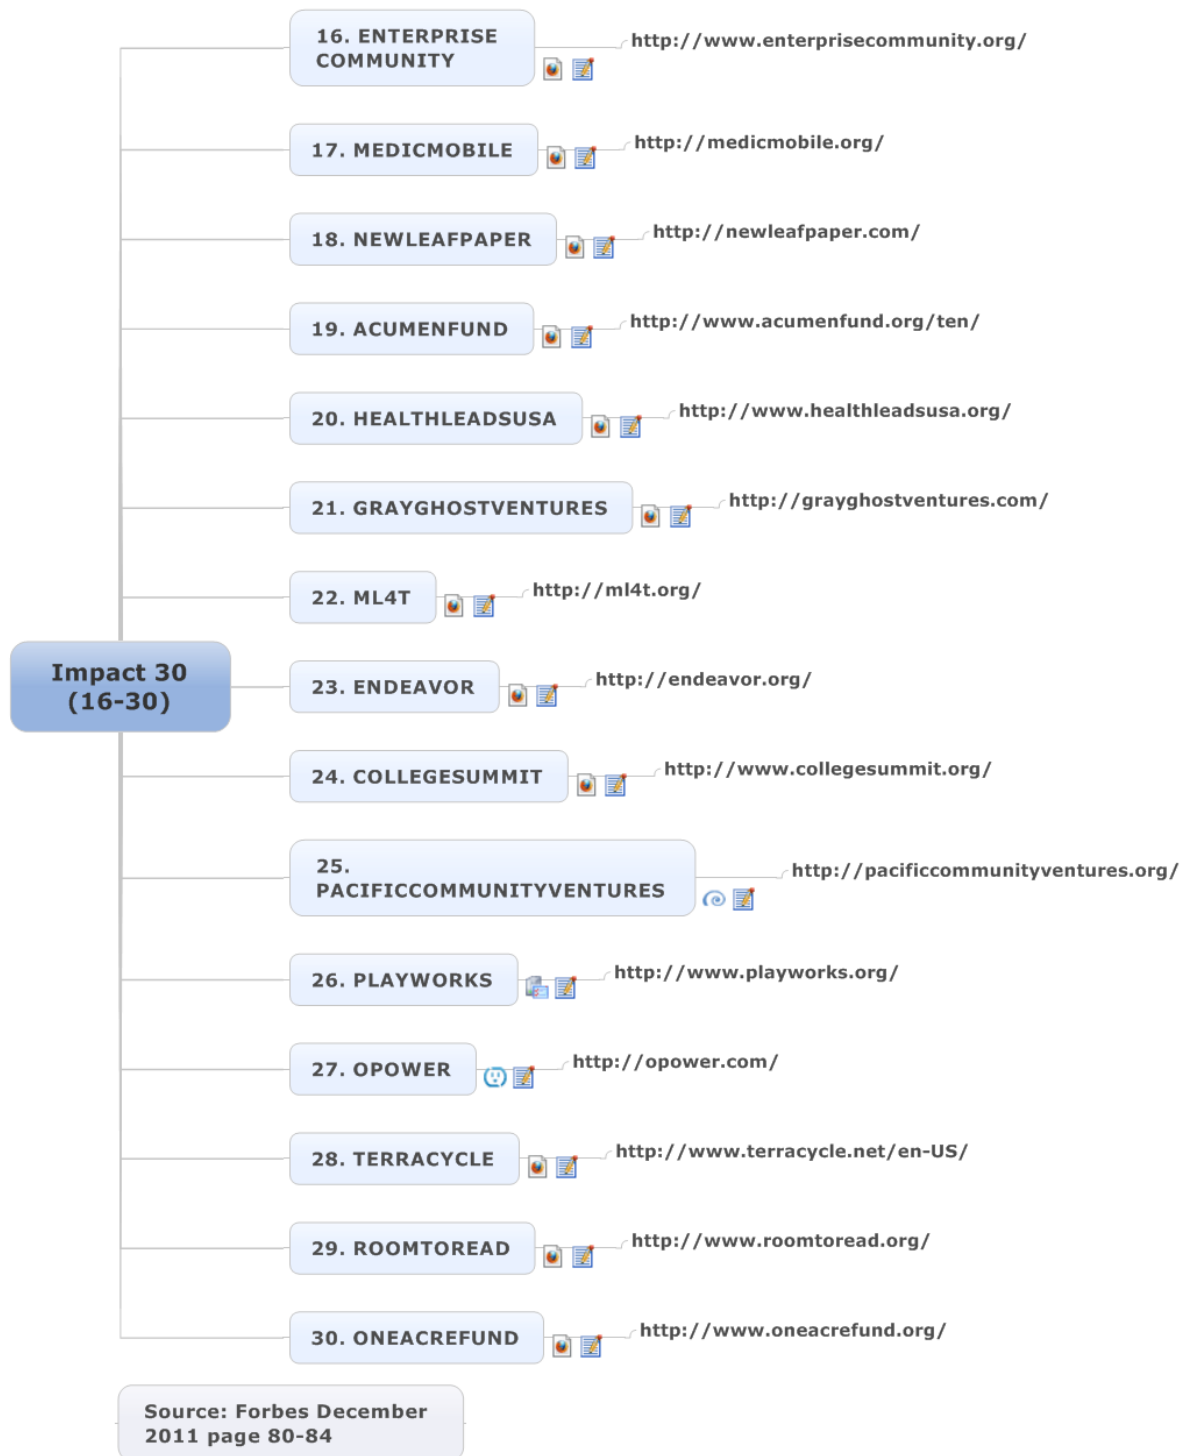 16. ENTERPRISE
COMMUNITY
http://www.enterprisecommunity.org/
17. MEDICMOBILE
http://medicmobile.org/
18. NEWLEAFPAPER
http://newleafpaper.com/
19. ACUMENFUND
http://www.acumenfund.org/ten/
20. HEALTHLEADSUSA
http://www.healthleadsusa.org/
21. GRAYGHOSTVENTURES
http://grayghostventures.com/
22. ML4T
http://ml4t.org/
Impact 30
(16-30)
23. ENDEAVOR
http://endeavor.org/
24. COLLEGESUMMIT
http://www.collegesummit.org/
25.
PACIFICCOMMUNITYVENTURES
http://pacificcommunityventures.org/
26. PLAYWORKS
http://www.playworks.org/
27. OPOWER
http://opower.com/
28. TERRACYCLE
http://www.terracycle.net/en-US/
29. ROOMTOREAD
http://www.roomtoread.org/
30. ONEACREFUND
http://www.oneacrefund.org/
Source: Forbes December
2011 page 80-84